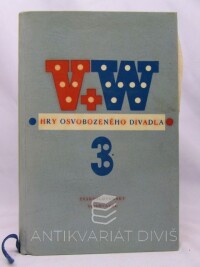 V+W
HRY OSVOBOZENÉHO DIVADLA
3
ANTIKVARIÁT DIVIŠ